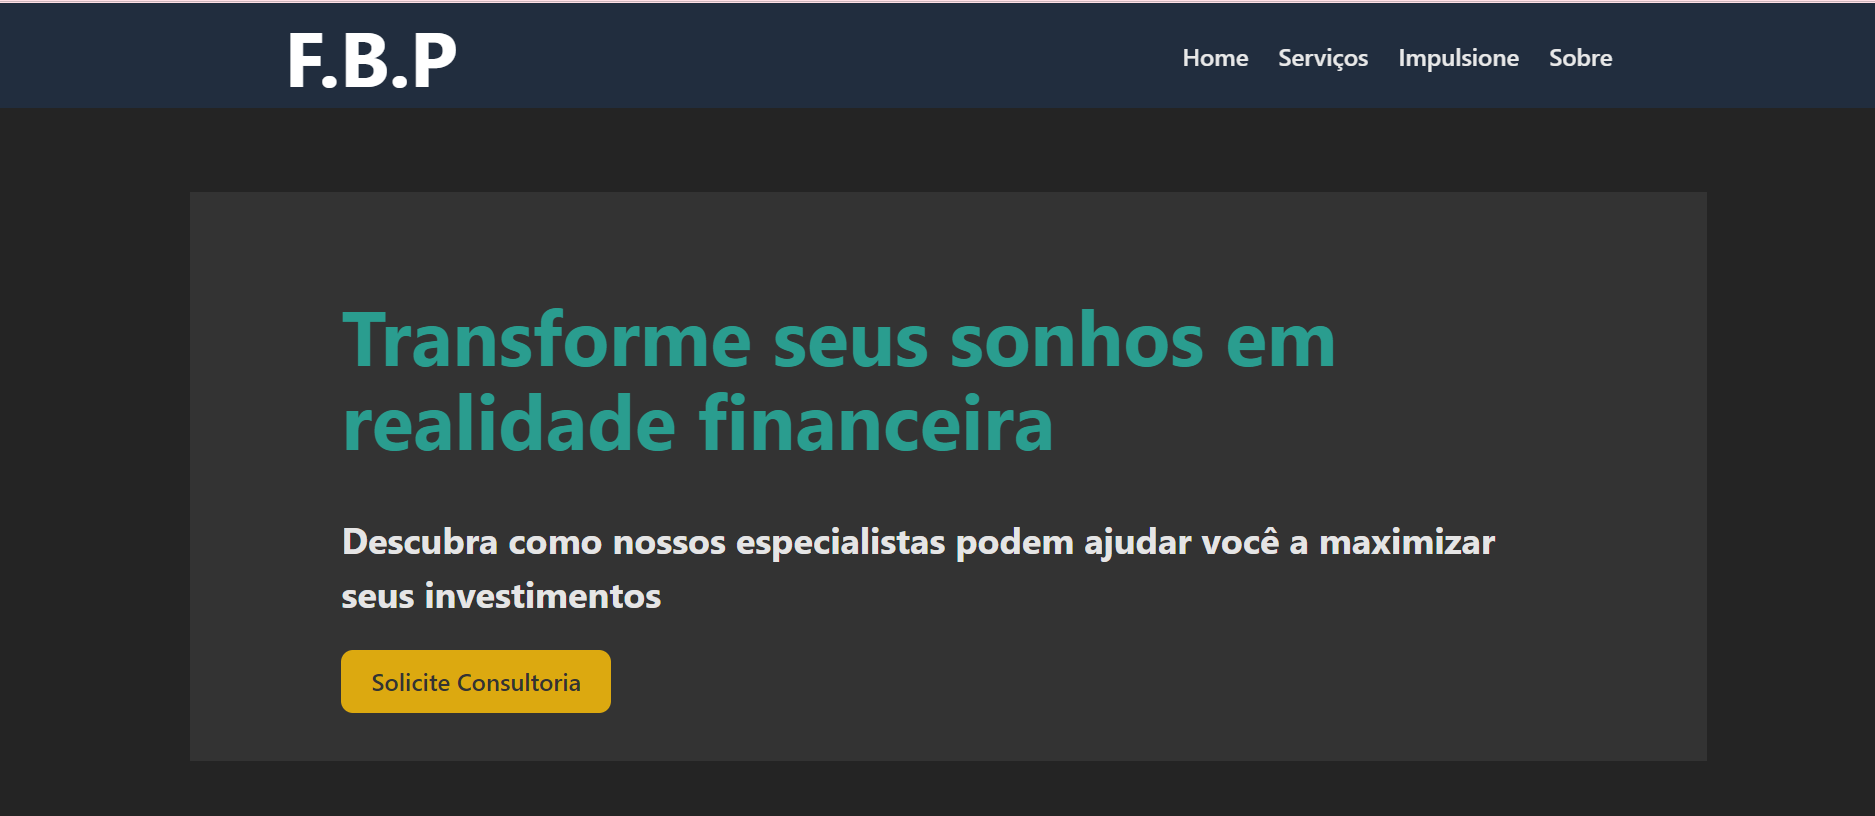 F.B.P
Home Serviços Impulsione Sobre
Transforme seus sonhos em
realidade financeira
Descubra como nossos especialistas podem ajudar você a maximizar
seus investimentos
Solicite Consultoria